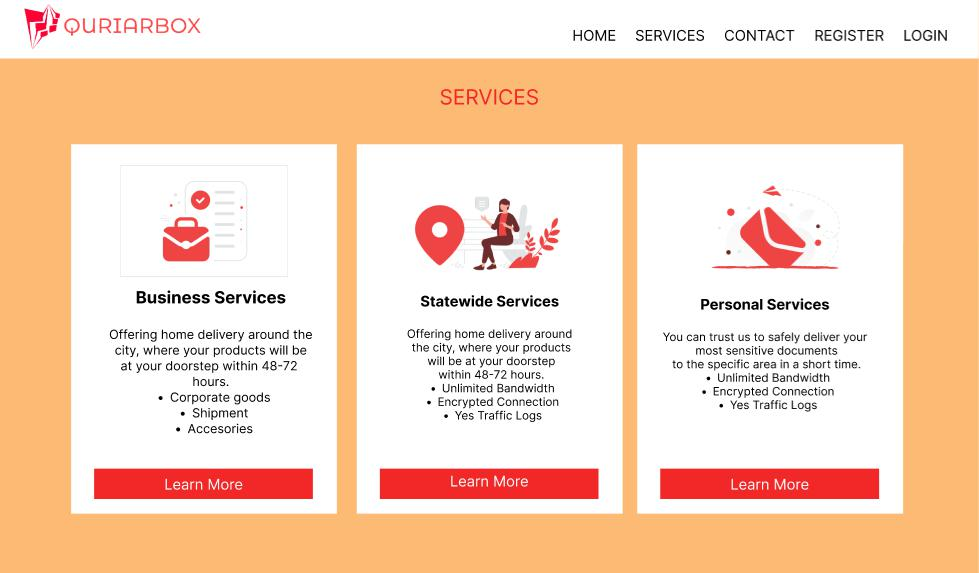 QURIARBOX
HOME SERVICES CONTACT REGISTER LOGIN
SERVICES
Business Services
Offering home delivery around the
city, where your products will be
at your doorstep within 48-72
hours.
• Corporate goods
• Shipment
• Accesories
Learn More
Statewide Services
Offering home delivery around
the city, where your products
will be at your doorstep
within 48-72 hours.
• Unlimited Bandwidth
• Encrypted Connection
• Yes Traffic Logs
Learn More
Personal Services
You can trust us to safely deliver your
most sensitive documents
to the specific area in a short time.
• Unlimited Bandwidth
• Encrypted Connection
• Yes Traffic Logs
Learn More